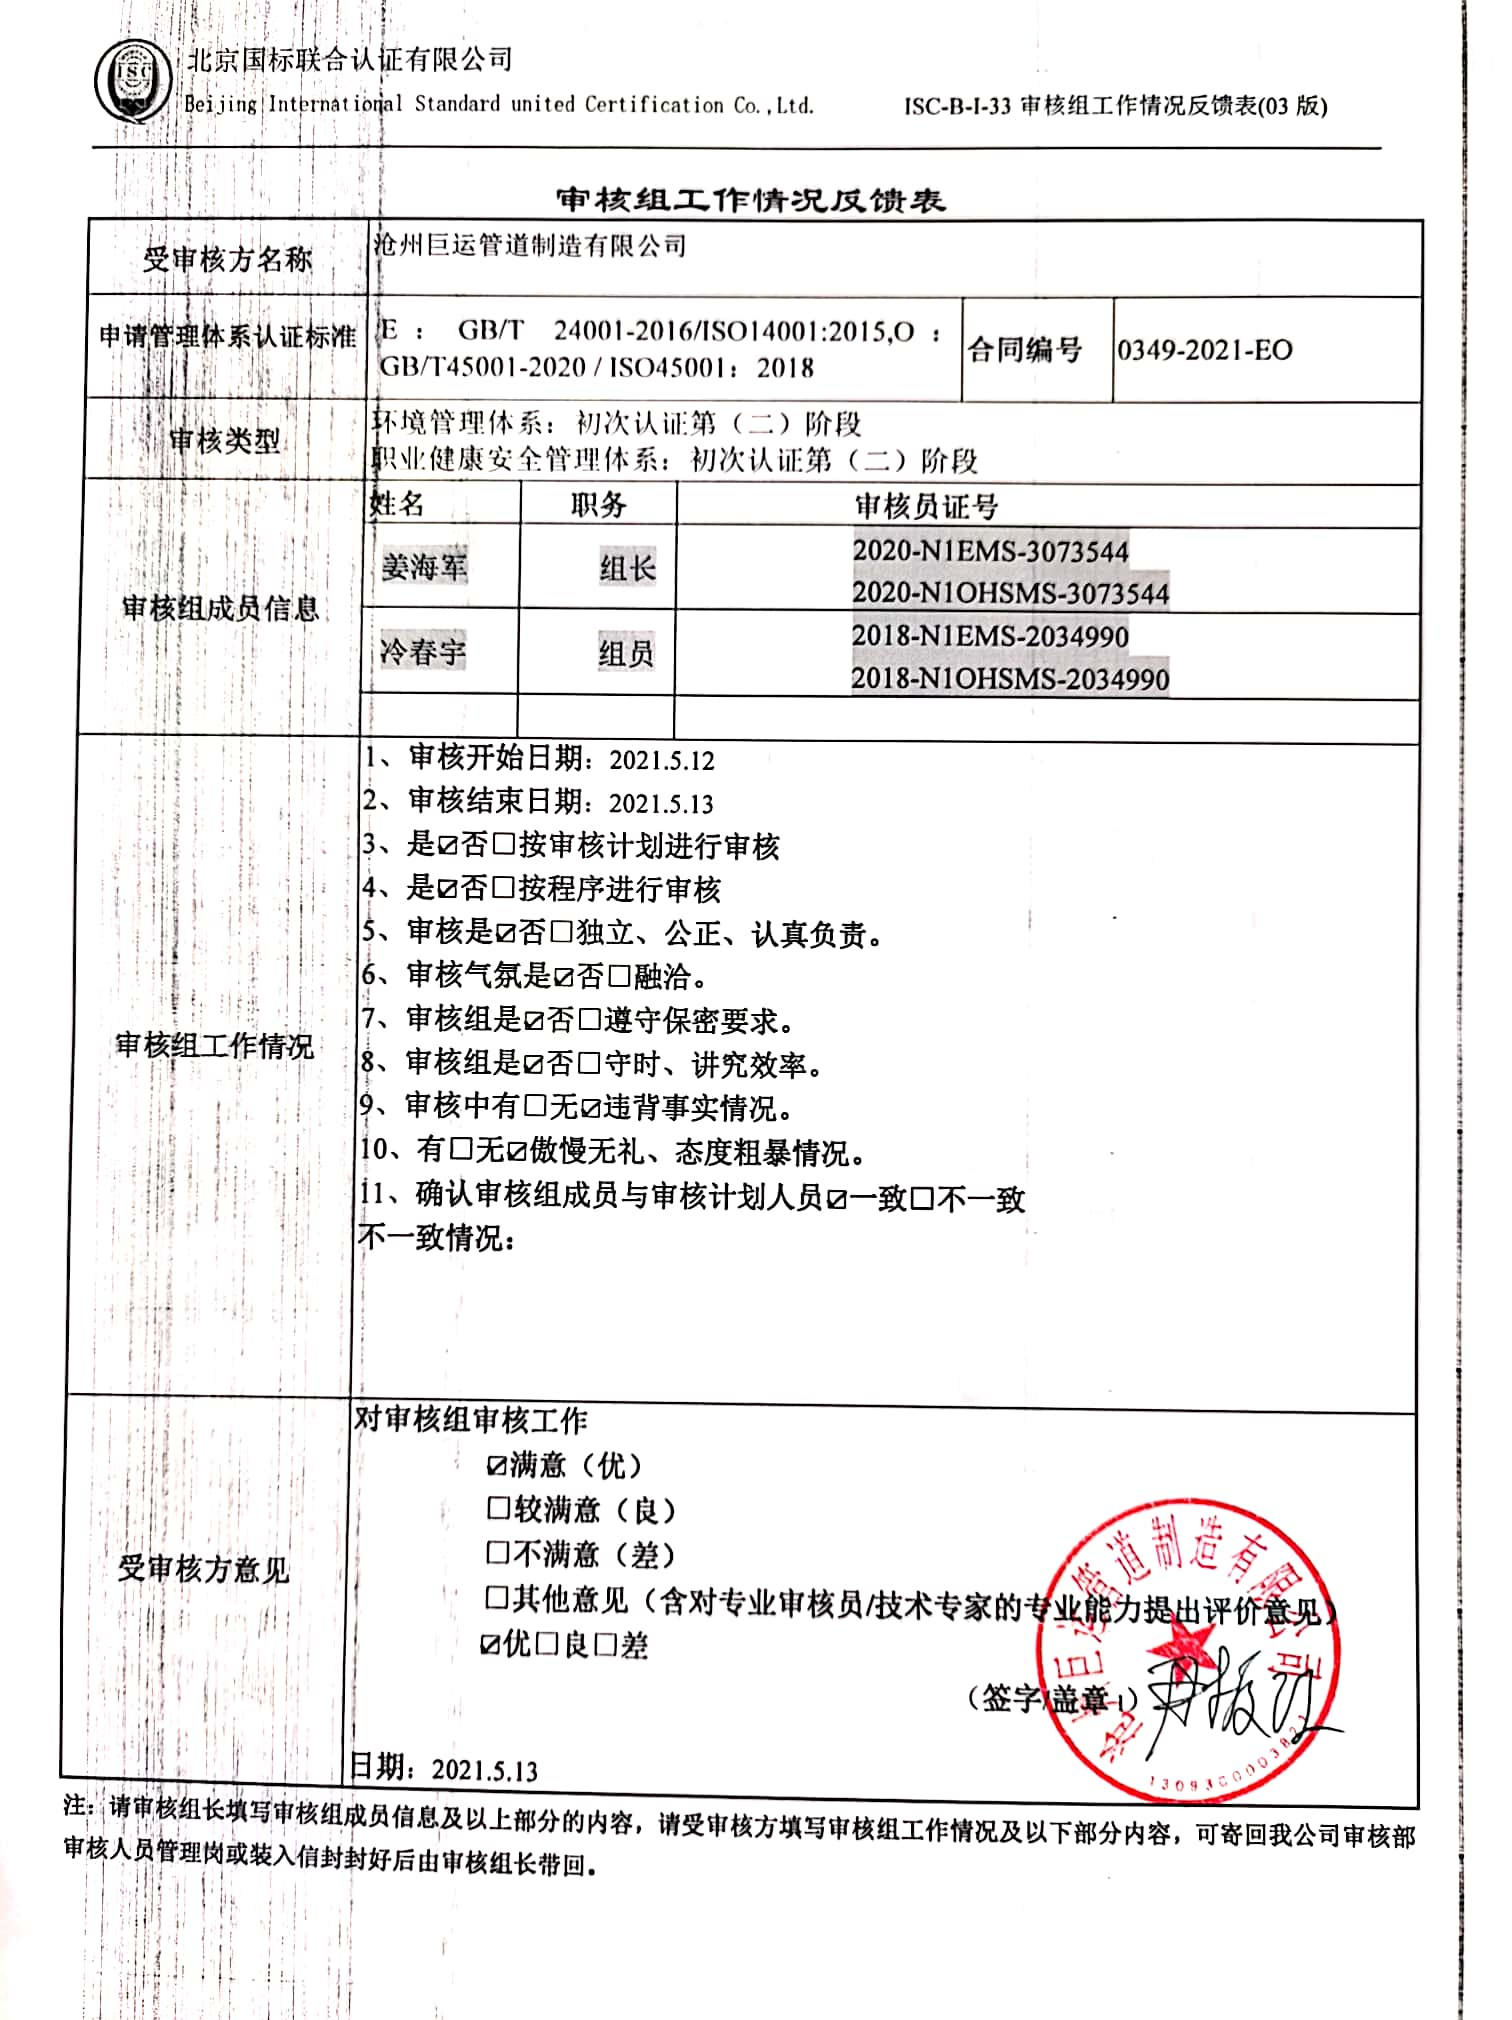 ISC
北京国标联合认证有限公司
Beijing International Standard united Certification Co.,Ltd.
ISC-B-I-33 审核组工作情况反馈表(03 版)
审核组工作情况反馈表
受审核方名称
沧州巨运管道制造有限公司
申请管理体系认证标准
E： GB/T 24001-2016/ISO14001:2015,O：
GB/T45001-2020 / ISO45001：2018
合同编号
0349-2021-EO
审核类型
环境管理体系：初次认证第（二）阶段
职业健康安全管理体系：初次认证第（二）阶段
审核组成员信息
姓名 职务 审核员证号
姜海军 组长 2020-N1EMS-3073544
2020-N1OHSMS-3073544
冷春宇 组员 2018-N1EMS-2034990
2018-N1OHSMS-2034990
审核组工作情况
1、审核开始日期：2021.5.12
2、审核结束日期：2021.5.13
3、是☑否□按审核计划进行审核
4、是☑否□按程序进行审核
5、审核是☑否□独立、公正、认真负责。
6、审核气氛是☑否□融洽。
7、审核组是☑否□遵守保密要求。
8、审核组是☑否□守时、讲究效率。
9、审核中有□无☑违背事实情况。
10、有□无☑傲慢无礼、态度粗暴情况。
11、确认审核组成员与审核计划人员☑一致□不一致
不一致情况：
受审核方意见
对审核组审核工作
☑满意（优）
□较满意（良）
□不满意（差）
□其他意见（含对专业审核员/技术专家的专业能力提出评价意见）
☑优□良□差
（签字/盖章）
沧州巨运管道制造有限公司
日期：2021.5.13
注：请审核组长填写审核组成员信息及以上部分的内容，请受审核方填写审核组工作情况及以下部分内容，可寄回我公司审核部
审核人员管理岗或装入信封封好后由审核组长带回。